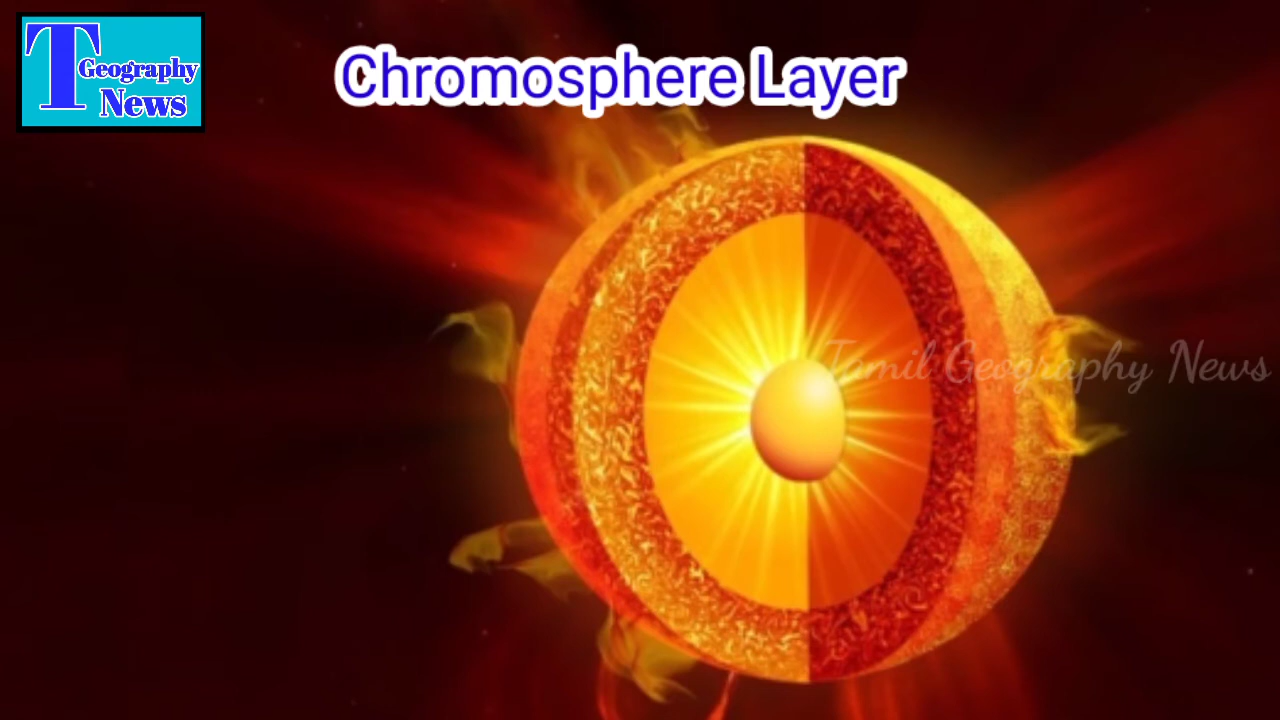 T
Geography
News
Chromosphere Layer
Tamil Geography News